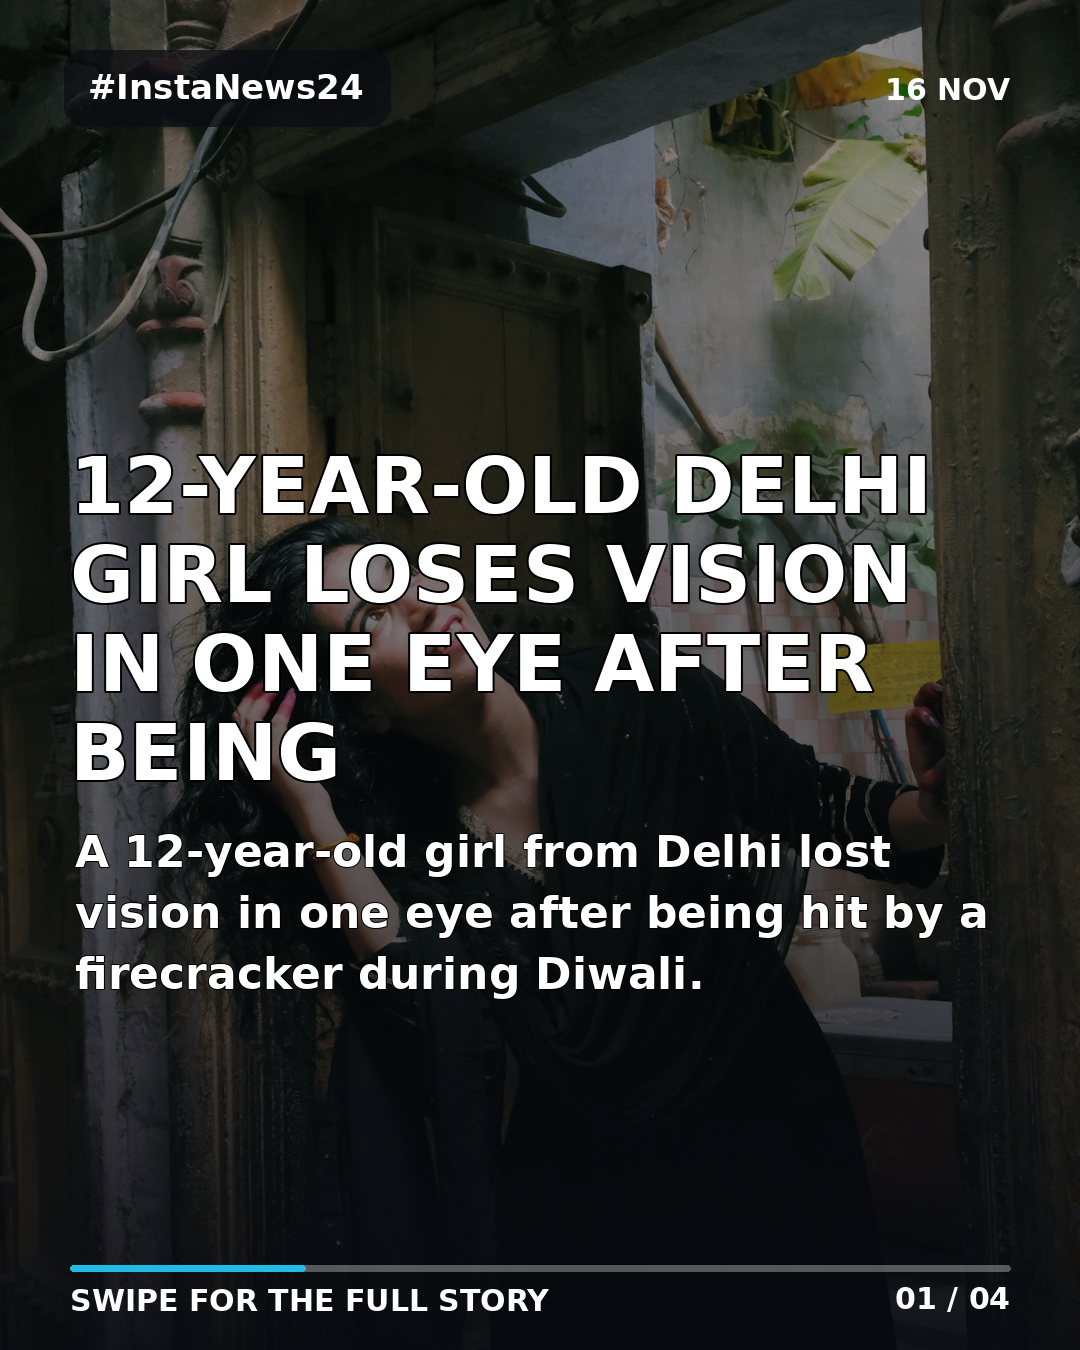 #InstaNews24
16 NOV
12-YEAR-OLD DELHI
GIRL LOSES VISION
IN ONE EYE AFTER
BEING
A 12-year-old girl from Delhi lost
vision in one eye after being hit by a
firecracker during Diwali.
SWIPE FOR THE FULL STORY
01 / 04